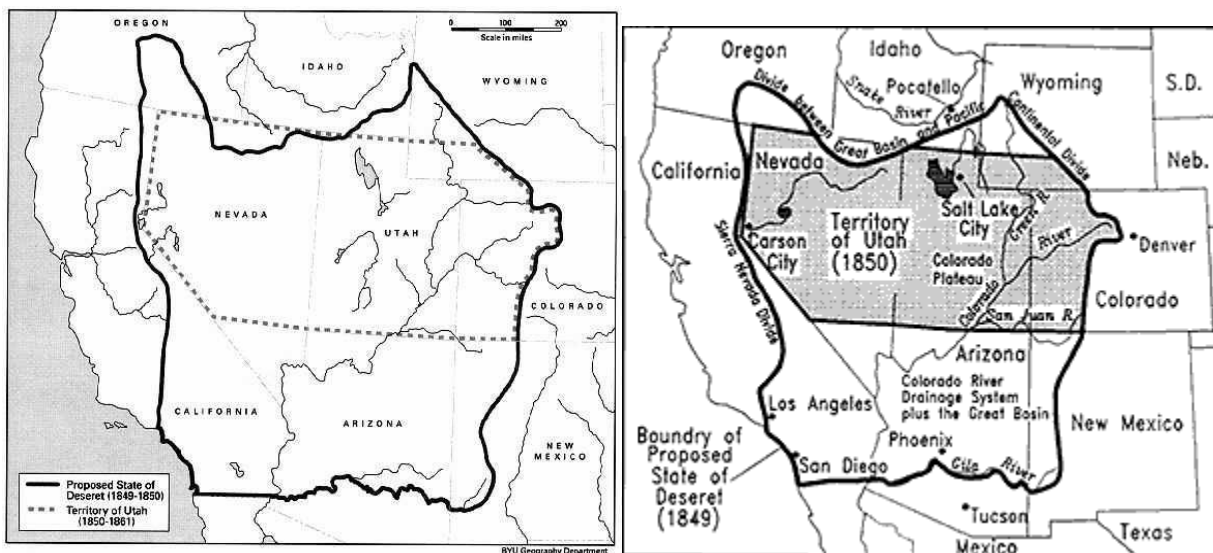 OREGON
0 100 200
Scale in miles
IDAHO
WYOMING
NEVADA
UTAH
COLORADO
CALIFORNIA
ARIZONA
NEW
MEXICO
Proposed State of
Deseret (1849-1850)
Territory of Utah
(1850-1861)
BYU Geography Department
Oregon
Idaho
Pocatello
Wyoming
S.D.
Snake
River
Divide between
Great Basin and Pacific
Continental Divide
Neb.
California
Nevada
Salt Lake
City
Green R.
Territory
of Utah
(1850)
Carson
City
River
Denver
Colorado
Plateau
Colorado
Colorado
San Juan R.
Sierra Nevada Divide
Arizona
Colorado River
Drainage System
plus the Great Basin
Los Angeles
New Mexico
Boundry of
Proposed
State of
Deseret
(1849)
Phoenix
San Diego
Gila River
Tucson
Texas
Mexico